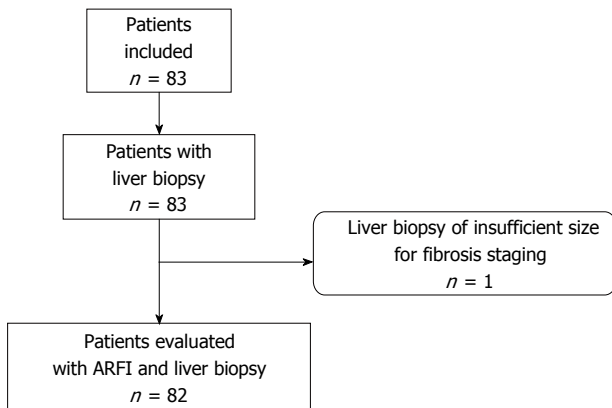 Patients
included
n = 83
Patients with
liver biopsy
n = 83
Liver biopsy of insufficient size
for fibrosis staging
n = 1
Patients evaluated
with ARFI and liver biopsy
n = 82